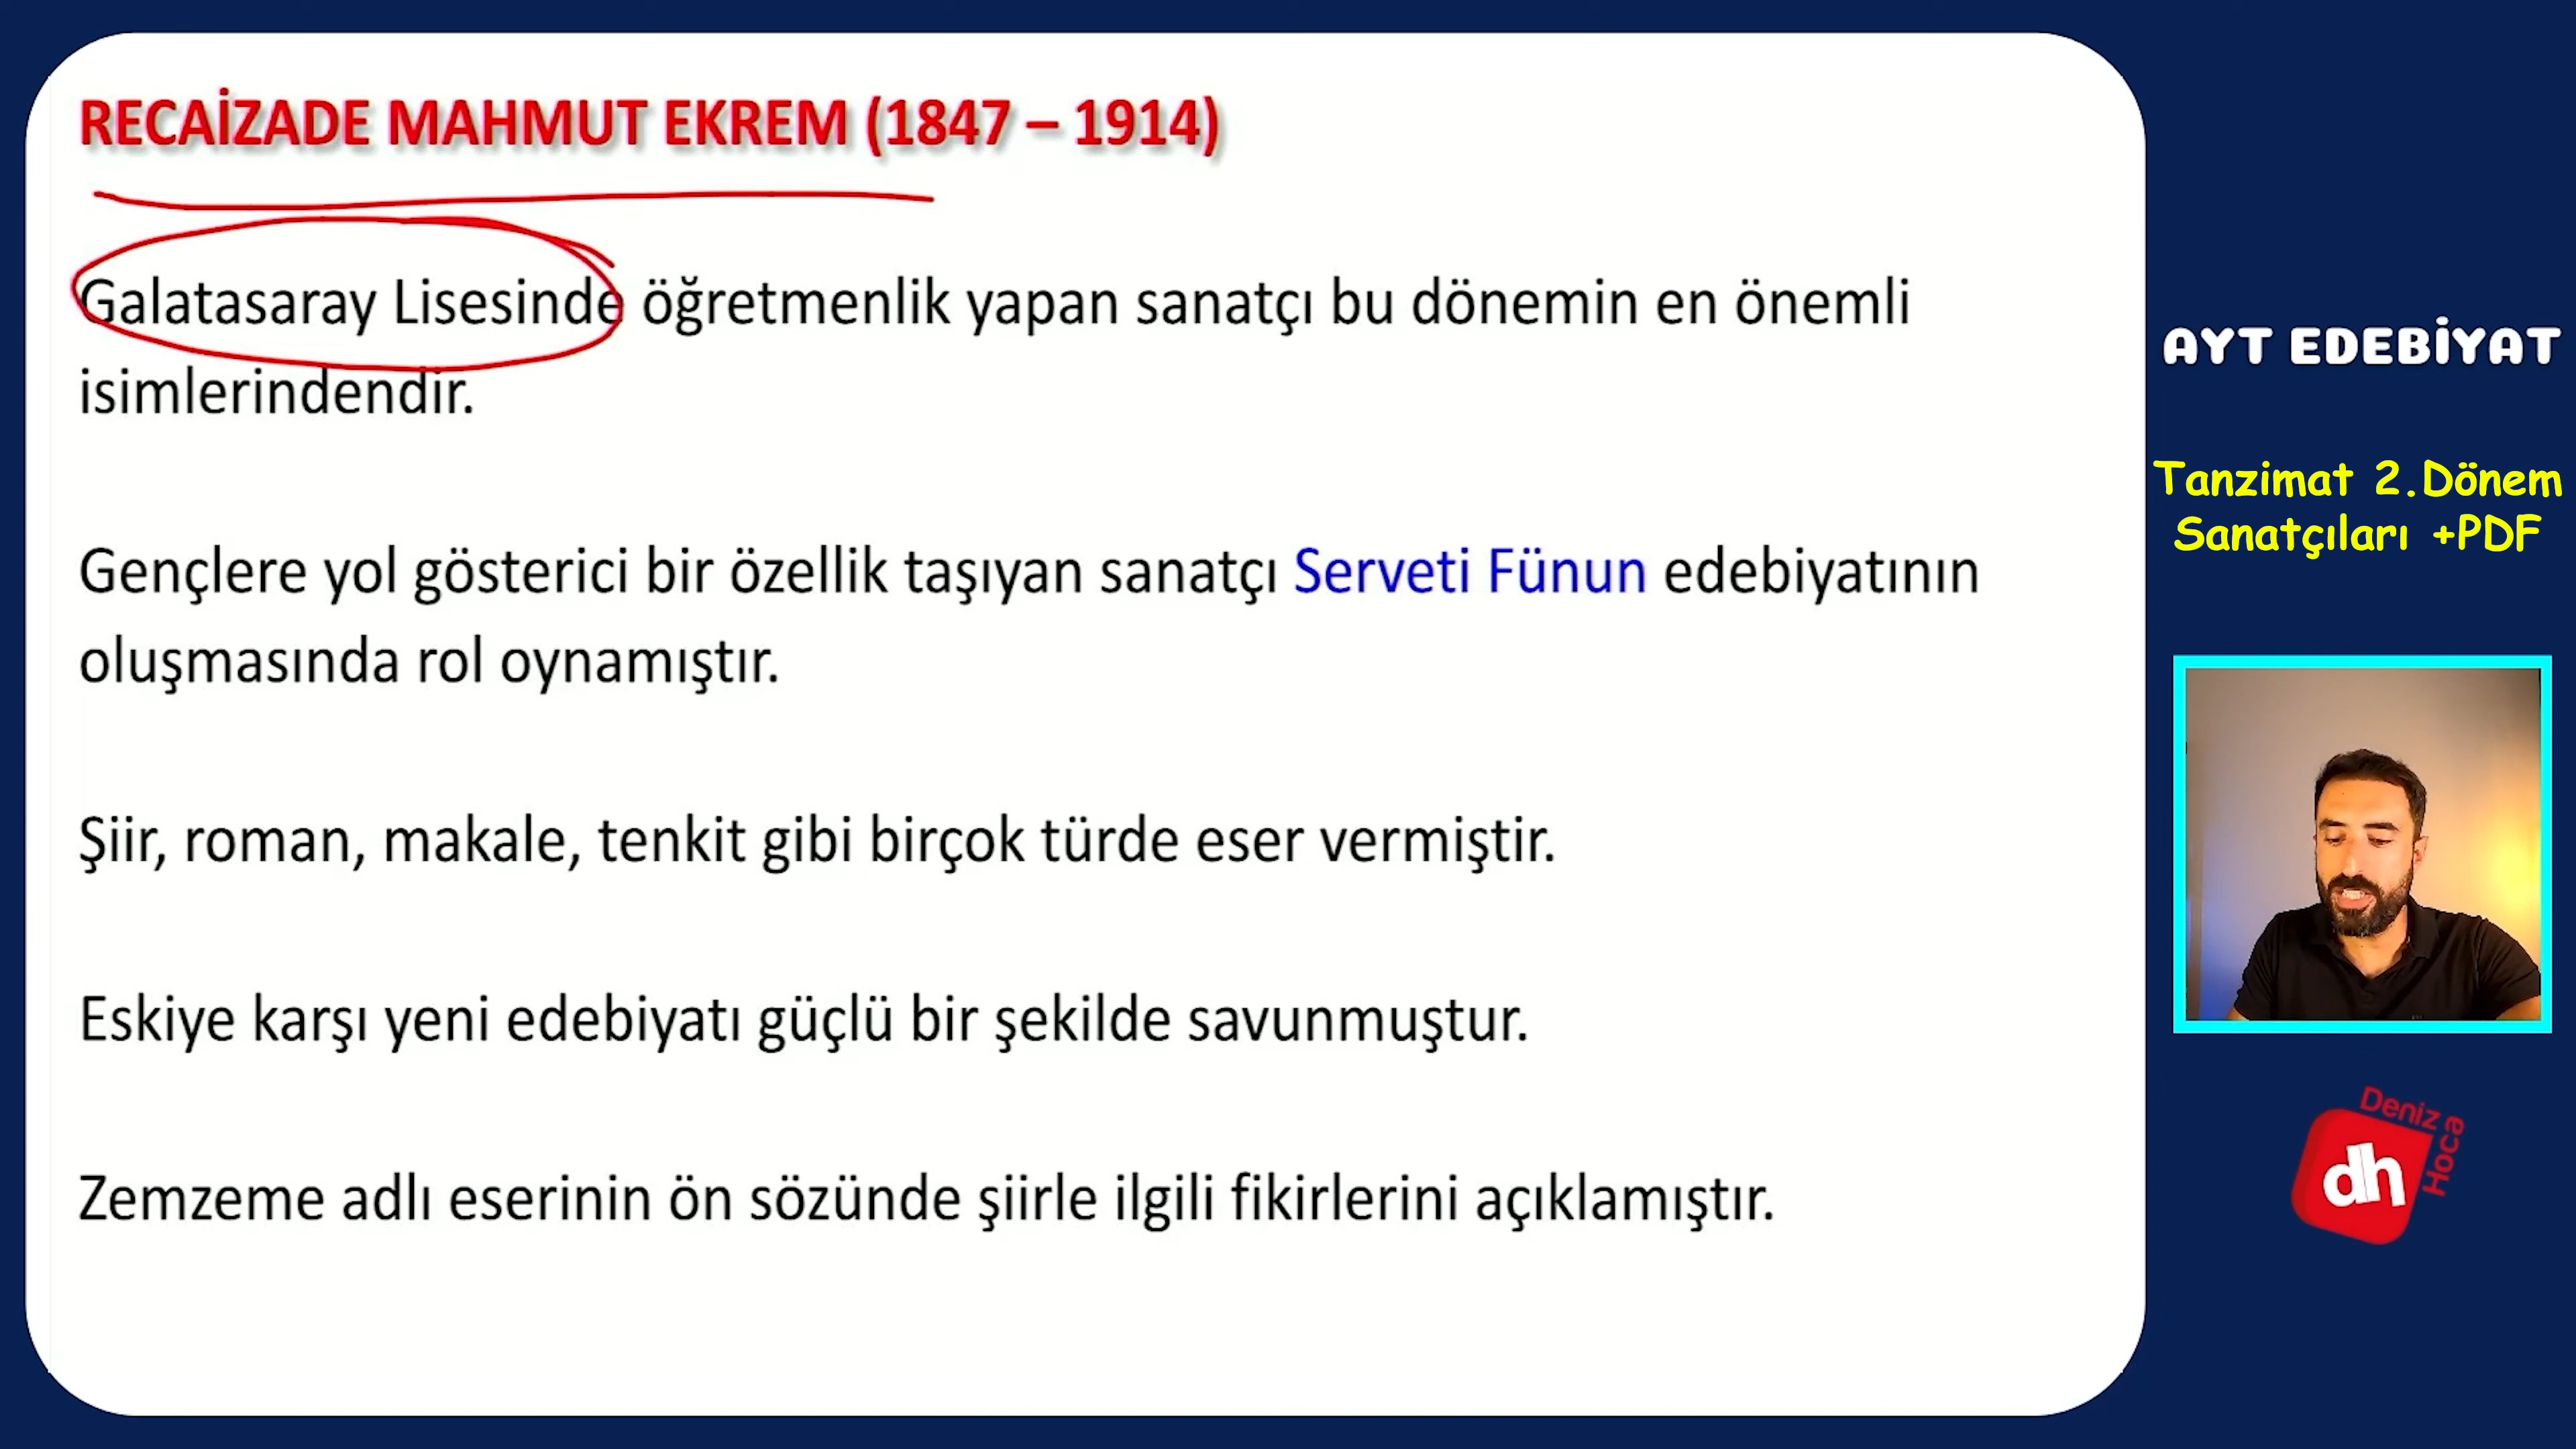 RECAİZADE MAHMUT EKREM (1847 – 1914)
Galatasaray Lisesinde öğretmenlik yapan sanatçı bu dönemin en önemli
isimlerindendir.
Gençlere yol gösterici bir özellik taşıyan sanatçı Serveti Fünun edebiyatının
oluşmasında rol oynamıştır.
Şiir, roman, makale, tenkit gibi birçok türde eser vermiştir.
Eskiye karşı yeni edebiyatı güçlü bir şekilde savunmuştur.
Zemzeme adlı eserinin ön sözünde şiirle ilgili fikirlerini açıklamıştır.
AYT EDEBİYAT
Tanzimat 2.Dönem
Sanatçıları +PDF
Deniz
Hoca
dh